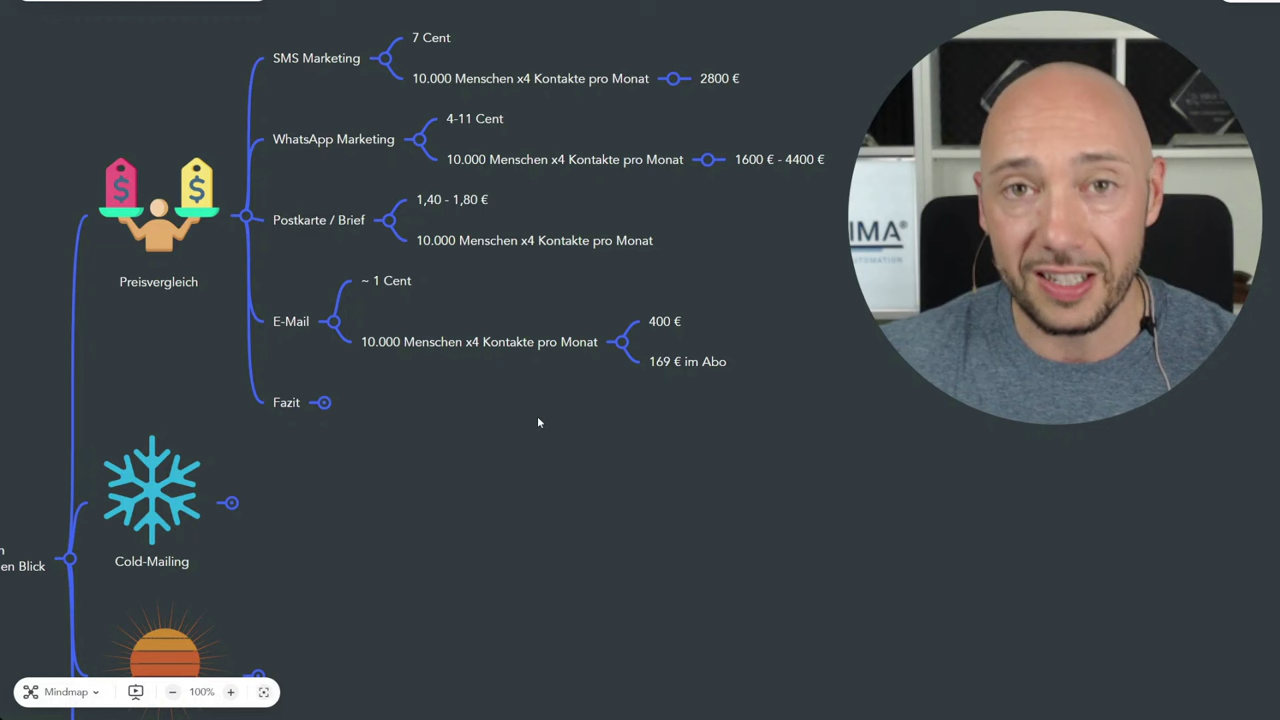 SMS Marketing
7 Cent
10.000 Menschen x4 Kontakte pro Monat
2800 €
WhatsApp Marketing
4-11 Cent
10.000 Menschen x4 Kontakte pro Monat
1600 € - 4400 €
Postkarte / Brief
1,40 - 1,80 €
10.000 Menschen x4 Kontakte pro Monat
E-Mail
~ 1 Cent
10.000 Menschen x4 Kontakte pro Monat
400 €
169 € im Abo
Fazit
$ $
Preisvergleich
Cold-Mailing
n
en Blick
IMA®
AUTOMATION
Mindmap
100%